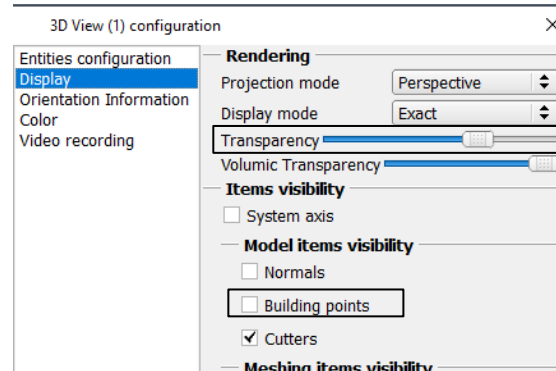 3D View (1) configuration
Entities configuration
Display
Orientation Information
Color
Video recording
Rendering
Projection mode Perspective
Display mode Exact
Transparency
Volumic Transparency
Items visibility
System axis
Model items visibility
Normals
Building points
Cutters
Meshing items visibility